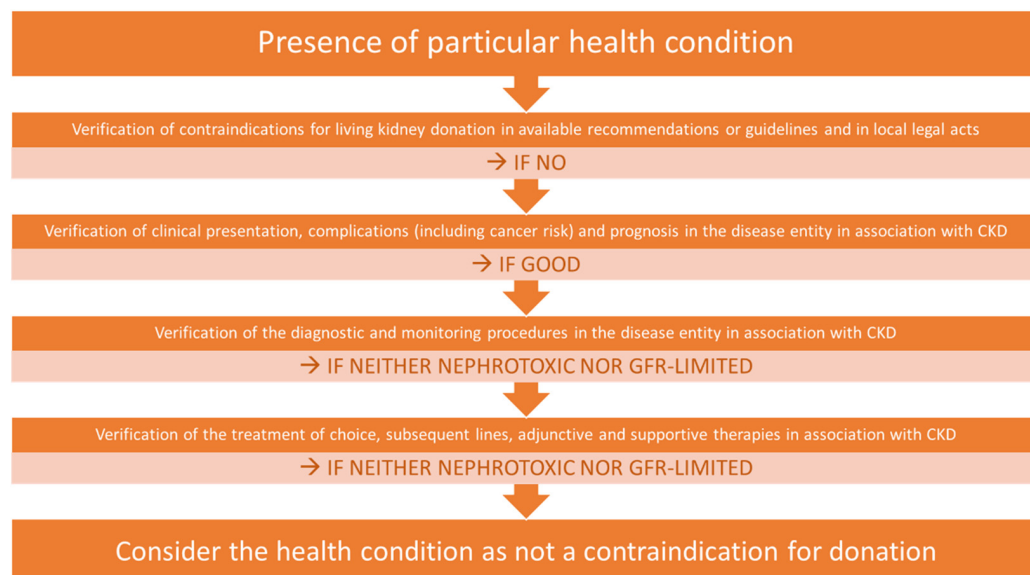 Presence of particular health condition
Verification of contraindications for living kidney donation in available recommendations or guidelines and in local legal acts
→ IF NO
Verification of clinical presentation, complications (including cancer risk) and prognosis in the disease entity in association with CKD
→ IF GOOD
Verification of the diagnostic and monitoring procedures in the disease entity in association with CKD
→ IF NEITHER NEPHROTOXIC NOR GFR-LIMITED
Verification of the treatment of choice, subsequent lines, adjunctive and supportive therapies in association with CKD
→ IF NEITHER NEPHROTOXIC NOR GFR-LIMITED
Consider the health condition as not a contraindication for donation